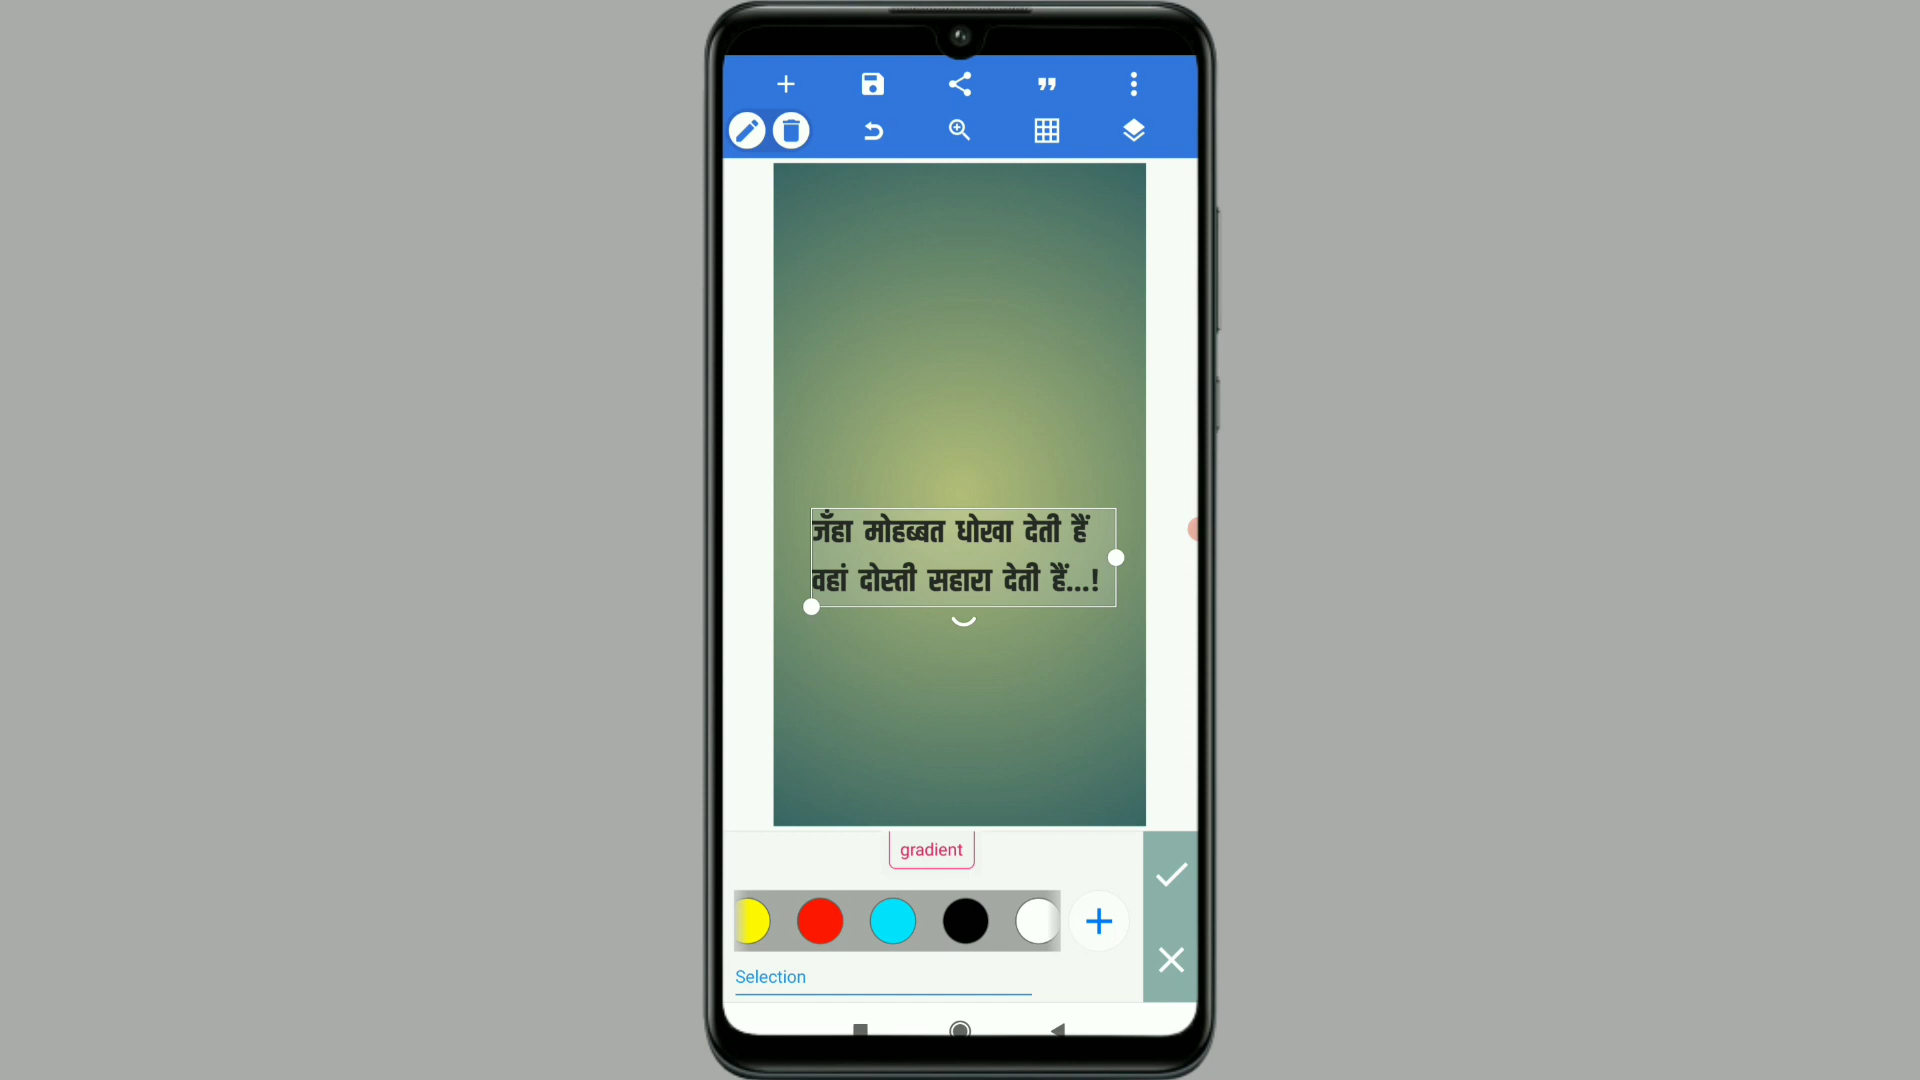 जँहा मोहब्बत धोखा देती हैं
वहां दोस्ती सहारा देती हैं...!
gradient
Selection